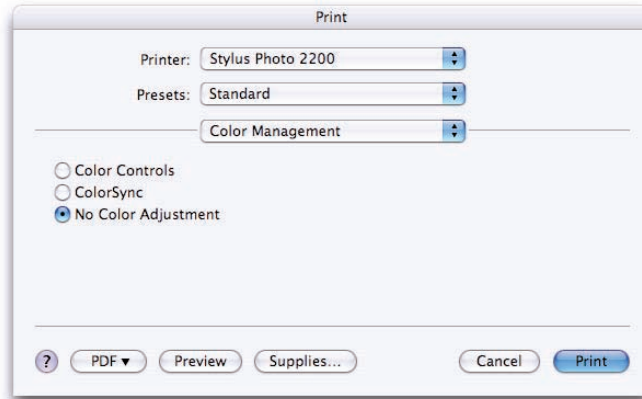 Print
Printer: Stylus Photo 2200
Presets: Standard
Color Management
Color Controls
ColorSync
No Color Adjustment
? PDF ▼ Preview Supplies... Cancel Print